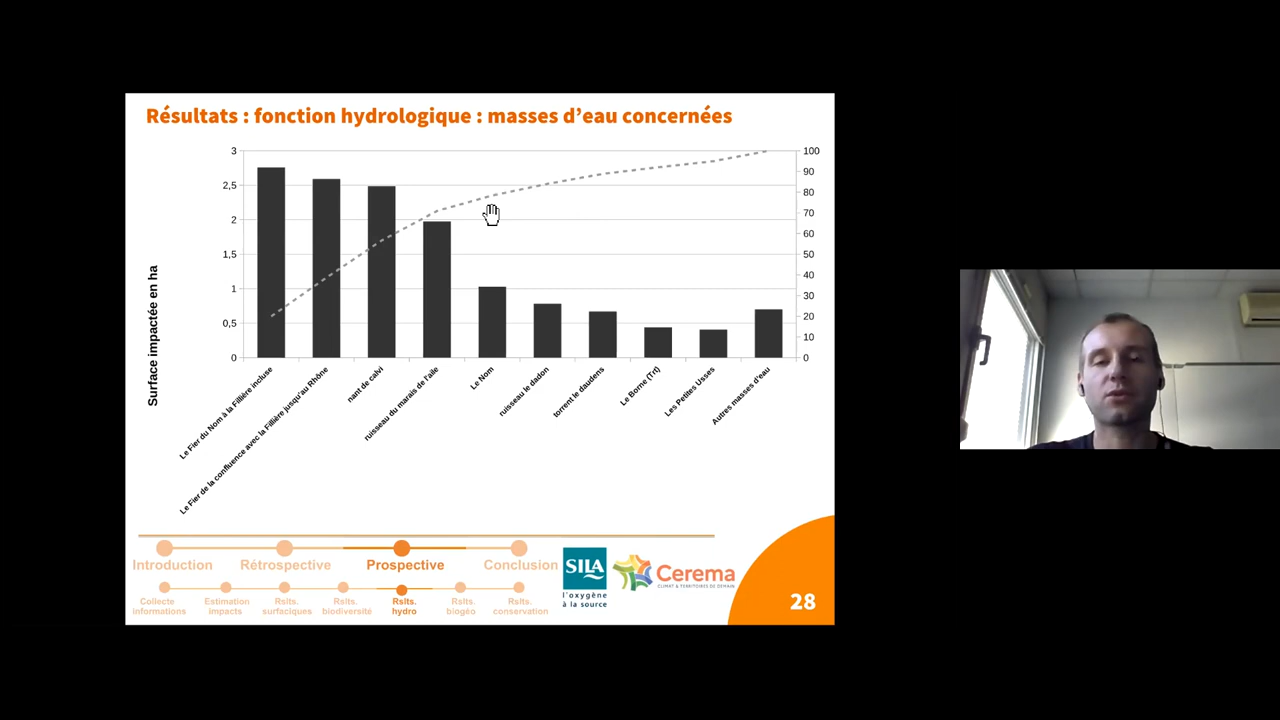 Résultats : fonction hydrologique : masses d'eau concernées
Surface impactée en ha
3
2,5
2
1,5
1
0,5
0
100
90
80
70
60
50
40
30
20
10
0
Le Fier du Nom à la Fillière incluse
Le Fier de la confluence avec la Fillière jusqu'au Rhône
nant de calvi
ruisseau du marais de l'aile
Le Nom
ruisseau le dadon
torrent le daudens
Le Borne (Trt)
Les Petites Usses
Autres masses d'eau
Introduction
Rétrospective
Prospective
Conclusion
Collecte
informations
Estimation
impacts
Rslts.
surfaciques
Rslts.
biodiversité
Rslts.
hydro
Rslts.
biogéo
Rslts.
conservation
SILA
l'oxygène
à la source
Cerema
CLIMAT & TERRITOIRES DE DEMAIN
28